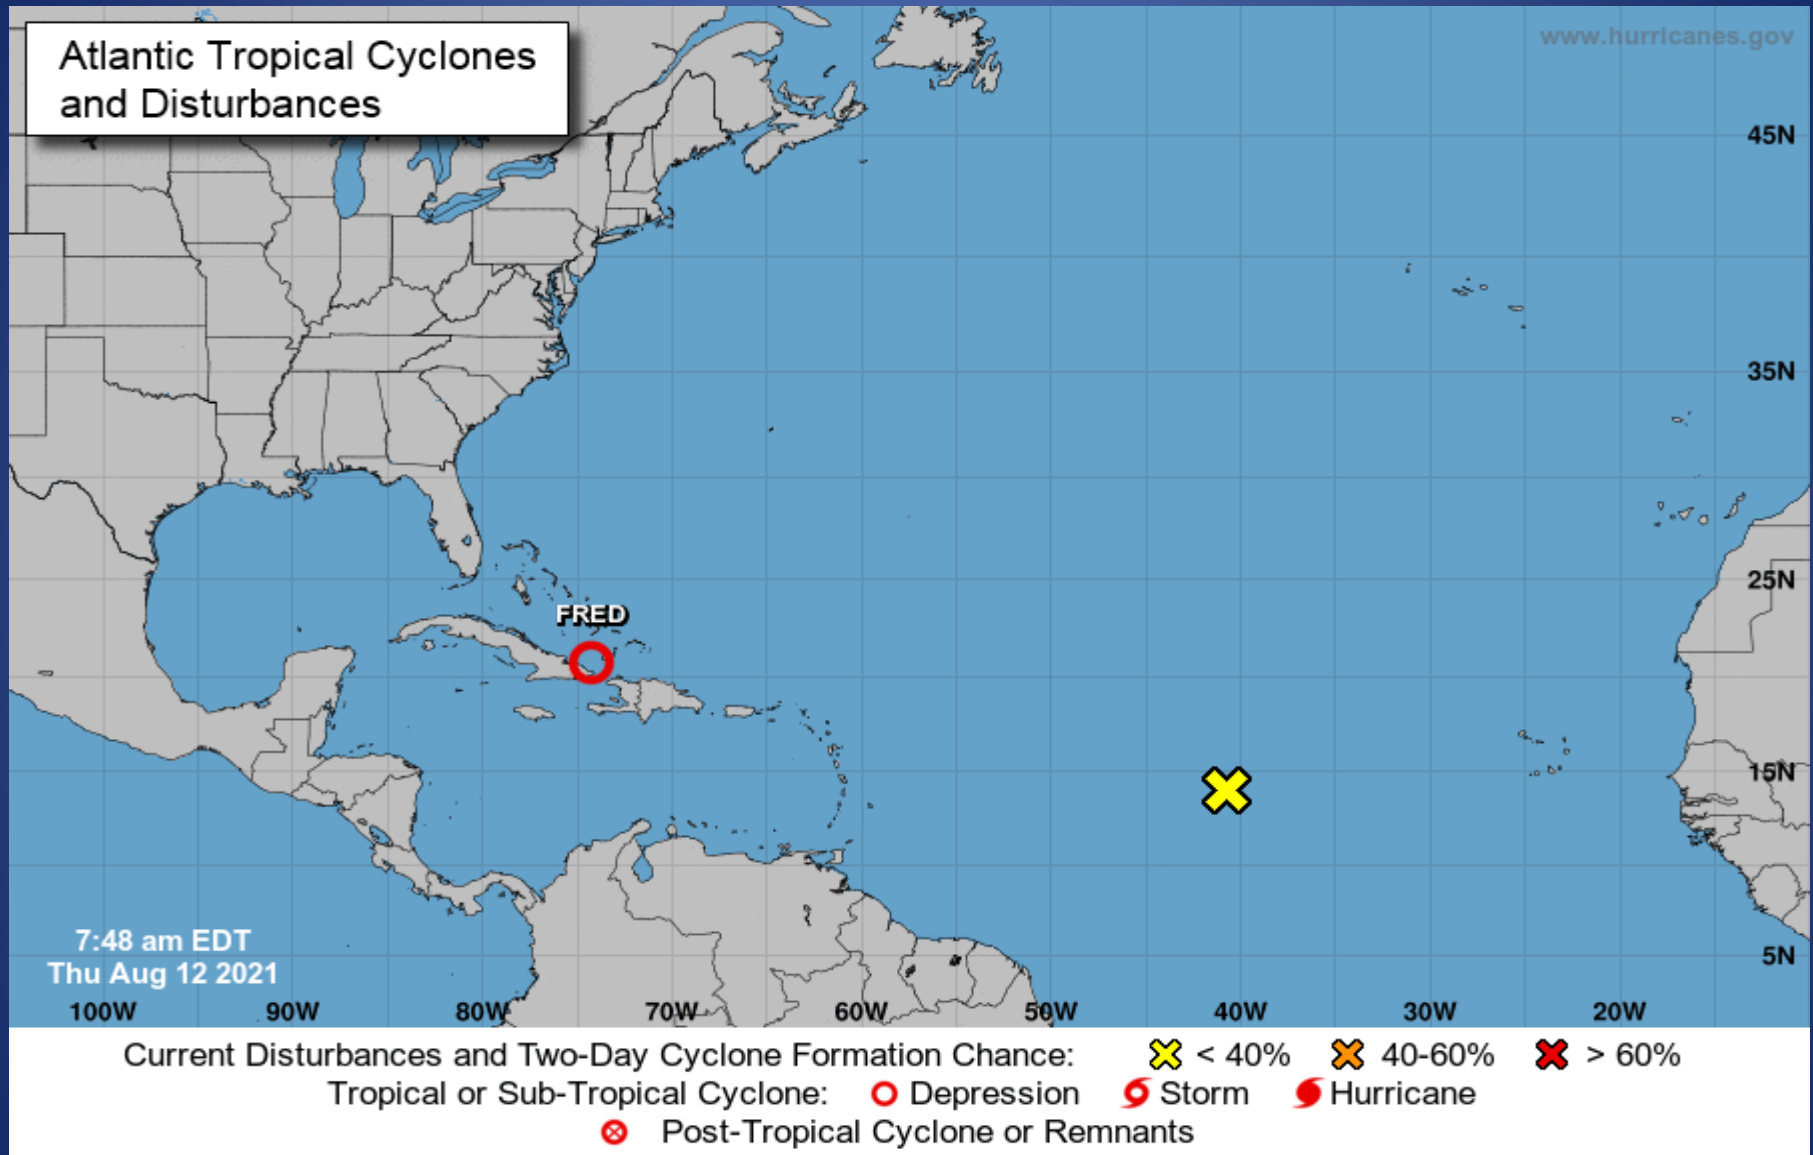 Atlantic Tropical Cyclones
and Disturbances
www.hurricanes.gov
45N
35N
25N
FRED
15N
7:48 am EDT
Thu Aug 12 2021
5N
100W 90W 80W 70W 60W 50W 40W 30W 20W
Current Disturbances and Two-Day Cyclone Formation Chance: < 40% 40-60% > 60%
Tropical or Sub-Tropical Cyclone: Depression Storm Hurricane
Post-Tropical Cyclone or Remnants